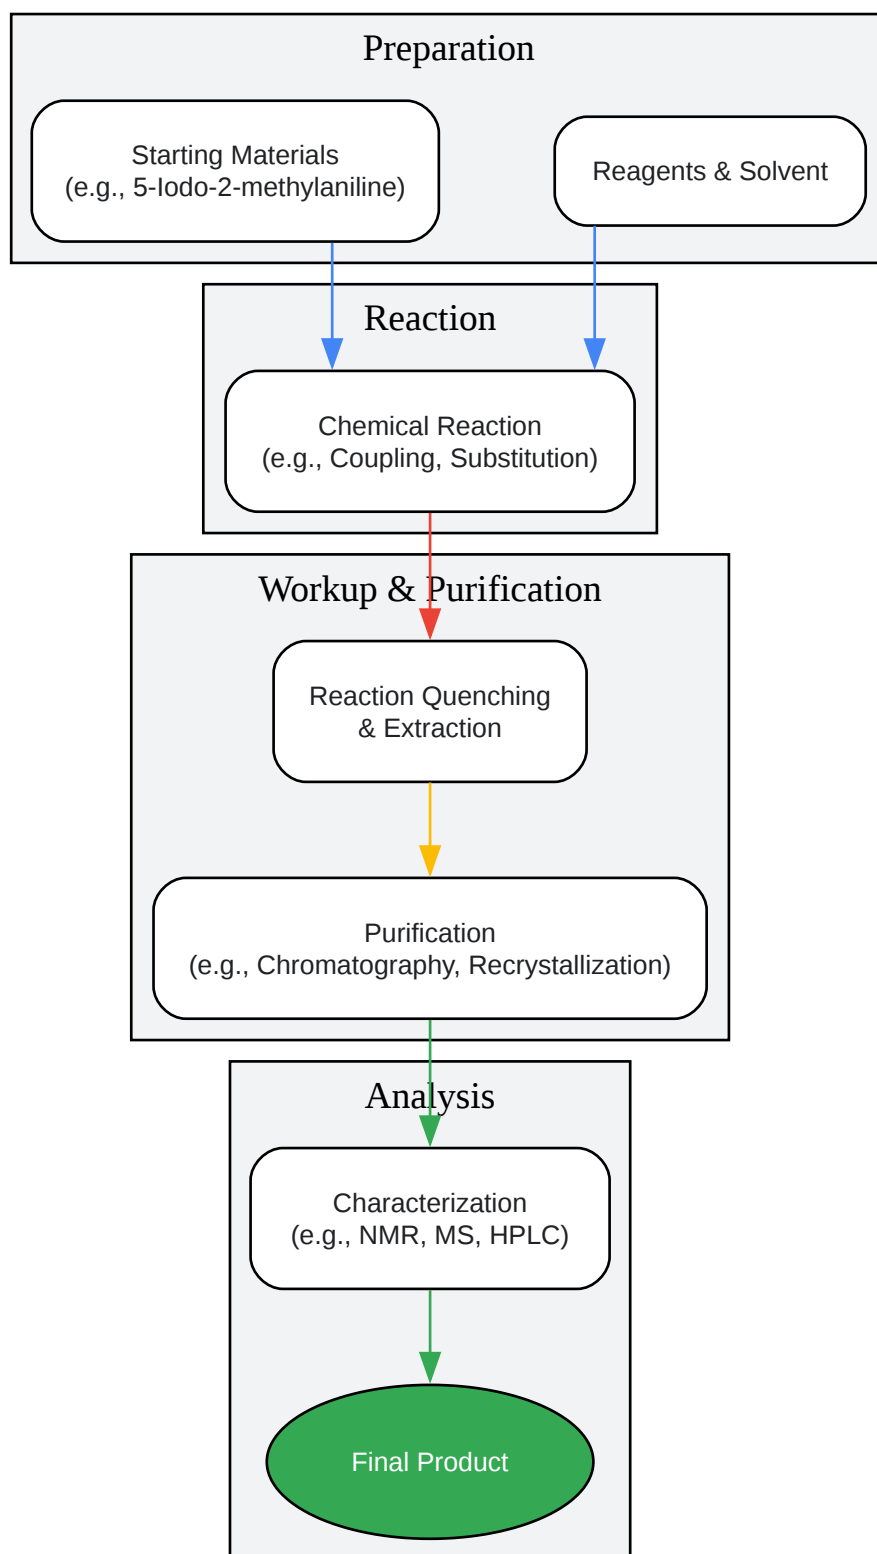 Preparation
Starting Materials
(e.g., 5-Iodo-2-methylaniline)
Reagents & Solvent
Reaction
Chemical Reaction
(e.g., Coupling, Substitution)
Workup & Purification
Reaction Quenching
& Extraction
Purification
(e.g., Chromatography, Recrystallization)
Analysis
Characterization
(e.g., NMR, MS, HPLC)
Final Product